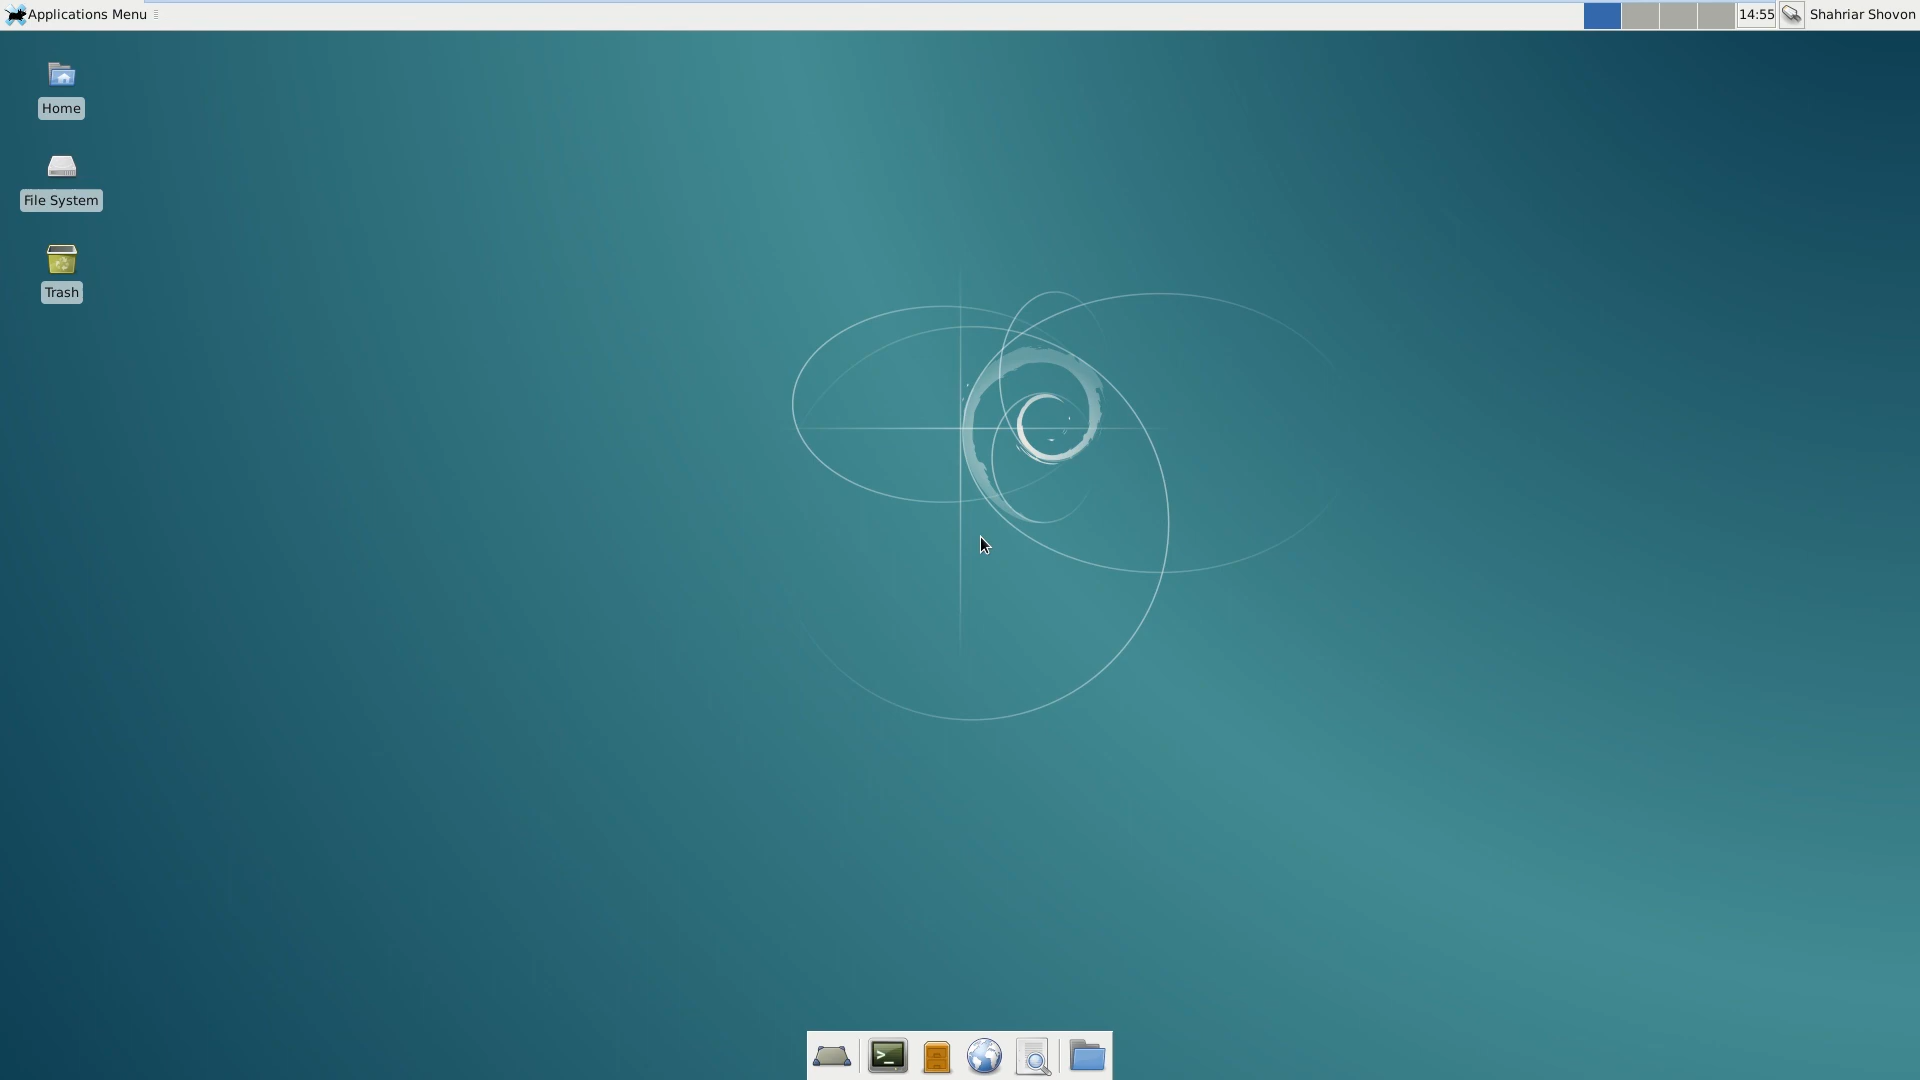 Applications Menu
14:55
Shahriar Shovon
Home
File System
Trash
>_